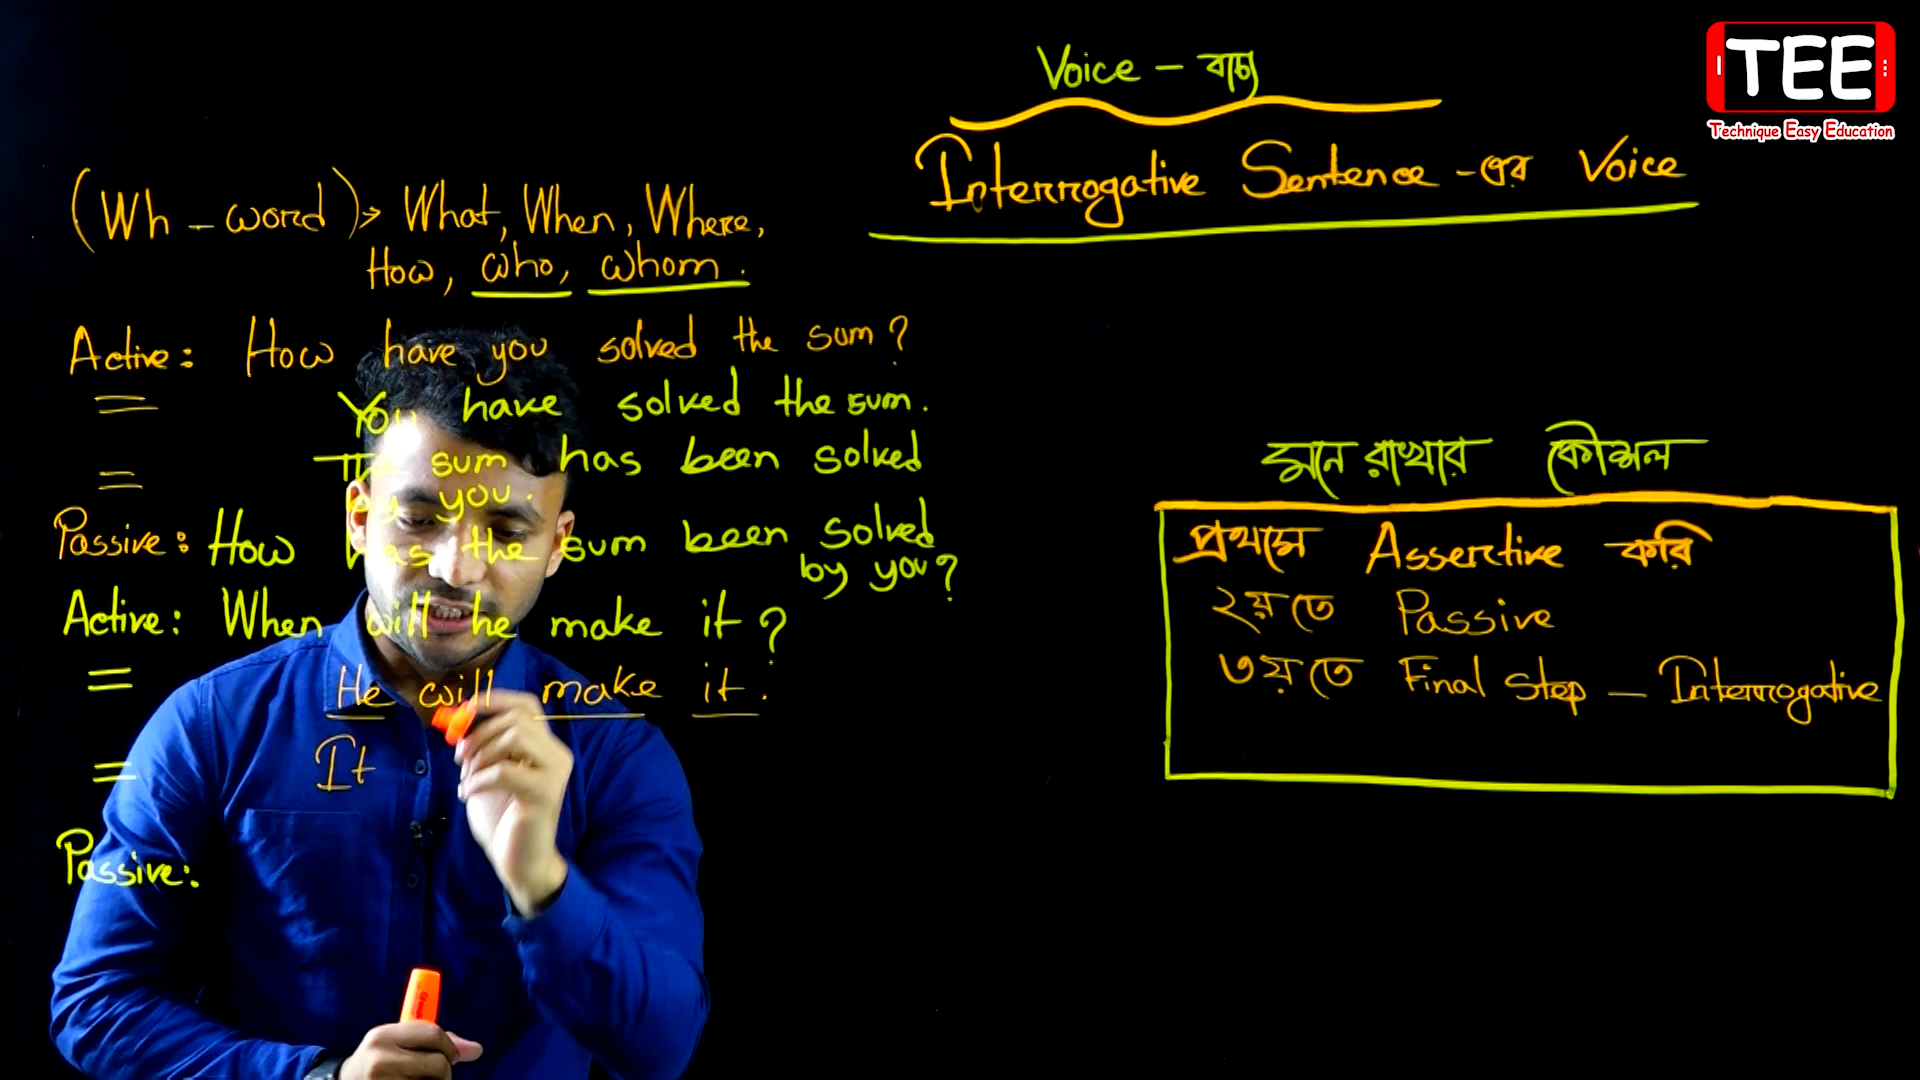 TEE
Technique Easy Education
Voice – বাচ্য
Interrogative Sentence -এর Voice
(Wh - word) → What, When, Where,
How, who, whom.
Active: How have you solved the sum?
= You have solved the sum.
= The sum has been solved
by you.
Passive: How has the sum been solved
by you?
Active: When will he make it?
= He will make it.
= It
Passive:
মনে রাখার কৌশল
প্রথমে Assertive করি
২য় তে Passive
৩য় তে Final Step – Interrogative